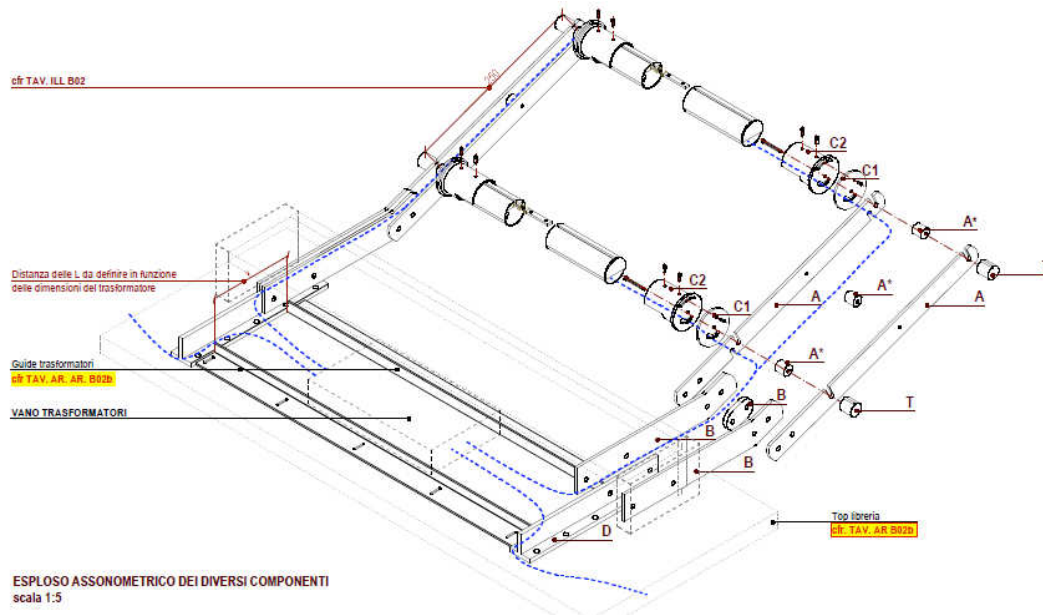 cfr TAV. ILL B02
250
C2
C1
A*
Distanza delle L da definire in funzione
delle dimensioni del trasformatore
C2
A*
A
A
C1
Guide trasformatori
cfr TAV. AR. AR. B02b
A*
B
T
VANO TRASFORMATORI
B
B
Top libreria
cfr. TAV. AR B02b
D
ESPLOSO ASSONOMETRICO DEI DIVERSI COMPONENTI
scala 1:5